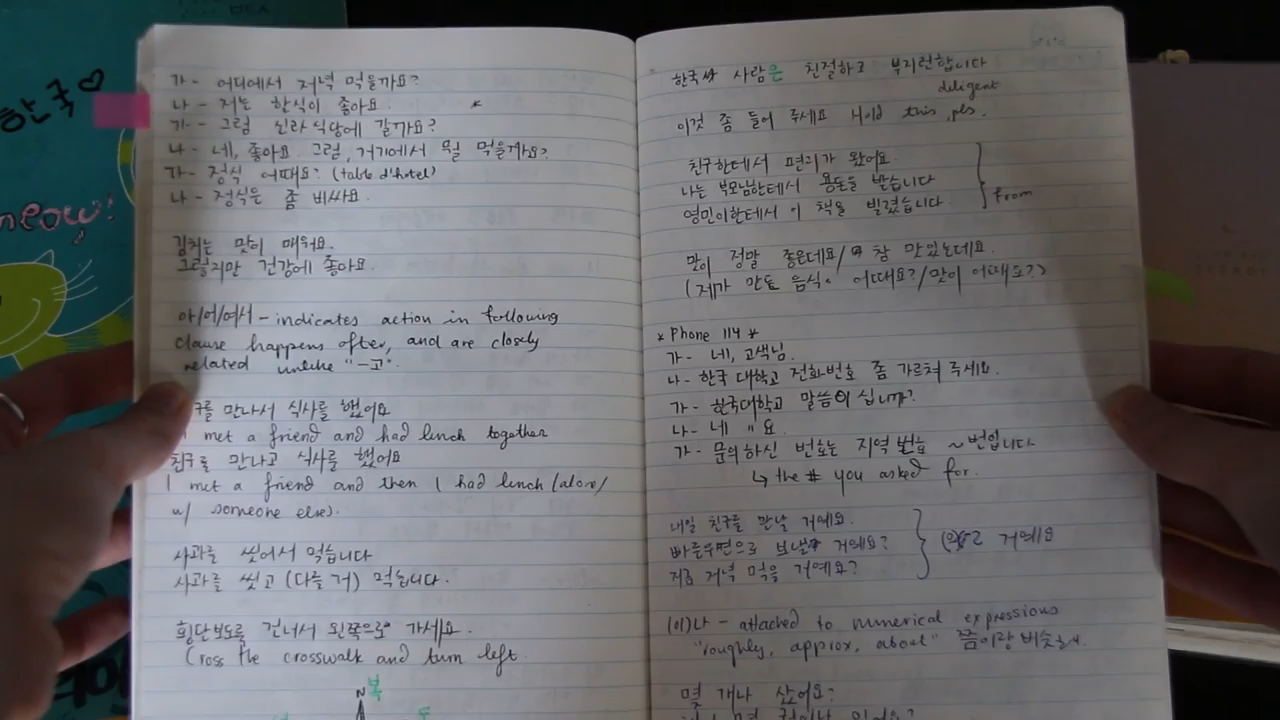 한국♡
meow!
가 - 어디에서 저녁 먹을까요?
나 - 저는 한식이 좋아요.
가 - 그럼 신라식당에 갈까요?
나 - 네, 좋아요. 그럼, 거기에서 뭘 먹을까요?
가 - 정식 어때요? (table d'hotel)
나 - 정식은 좀 비싸요.
김치는 맛이 매워요.
그렇지만 건강에 좋아요.
아/어/여서 - indicates action in following
clause happens after, and are closely
related unlike "-고".
구를 만나서 식사를 했어요
I met a friend and had lunch together
친구를 만나고 식사를 했어요
I met a friend and then I had lunch (alone/
w/ someone else).
사과를 씻어서 먹습니다
사과를 씻고 (다를 거) 먹습니다.
횡단보도를 건너서 왼쪽으로 가세요.
Cross the crosswalk and turn left.
N 북
한국 사람은 친절하고 부지런합니다
diligent
이것 좀 들어 주세요 Hold this, pls.
친구한테서 편지가 왔어요.
나는 부모님한테서 용돈을 받습니다
영민이한테서 이 책을 빌렸습니다.
from
맛이 정말 좋은데요/ 참 맛있는데요.
(제가 만든 음식이 어때요?/맛이 어때요?)
* Phone 114 *
가 - 네, 고객님.
나 - 한국 대학교 전화번호 좀 가르쳐 주세요.
가 - 한국대학교 말씀이십니까?
나 - 네 " 요.
가 - 문의하신 번호는 지역 번호 ~번입니다
↳ the # you asked for.
내일 친구를 만날 거예요.
빠른우편으로 보낼 거예요?
지금 저녁 먹을 거예요?
거예요
(이)나 - attached to numerical expressions
"roughly, approx, about" 쯤이랑 비슷해.
몇 개나 샀어요?